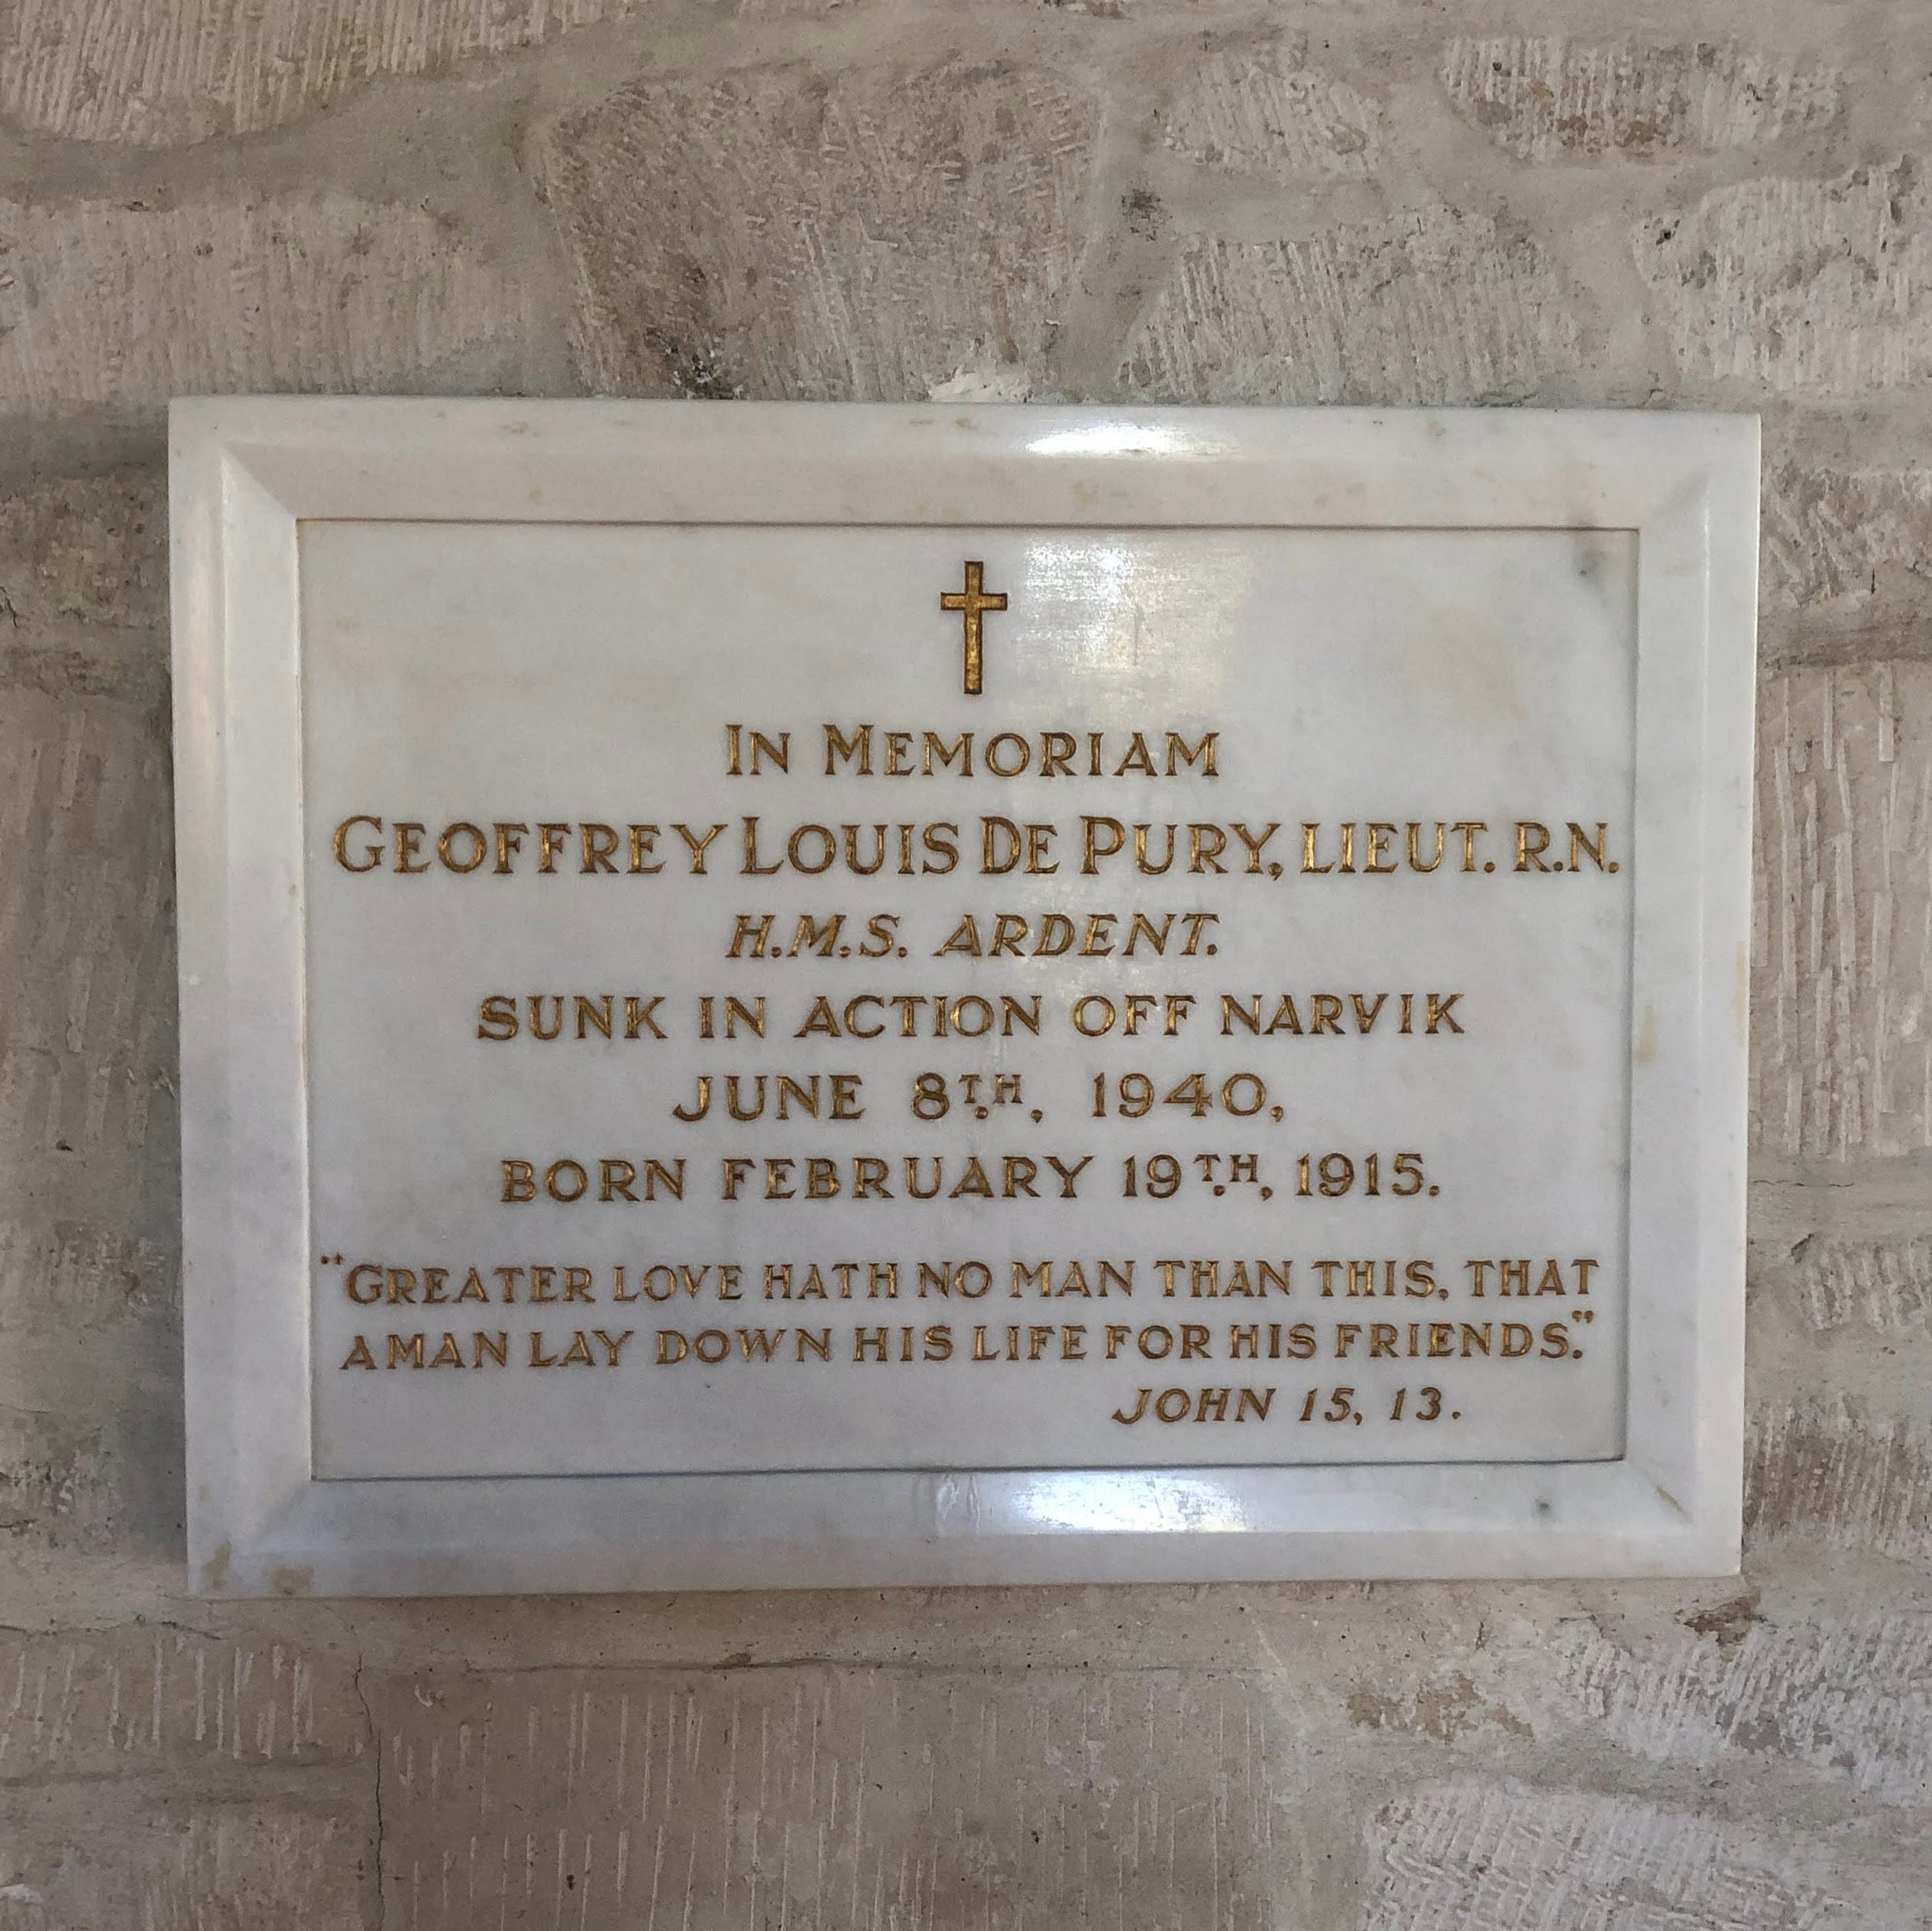 In Memoriam
Geoffrey Louis De Pury, Lieut. R.N.
H.M.S. ARDENT.
SUNK IN ACTION OFF NARVIK
JUNE 8TH, 1940,
BORN FEBRUARY 19TH, 1915.
"GREATER LOVE HATH NO MAN THAN THIS, THAT
A MAN LAY DOWN HIS LIFE FOR HIS FRIENDS."
JOHN 15, 13.